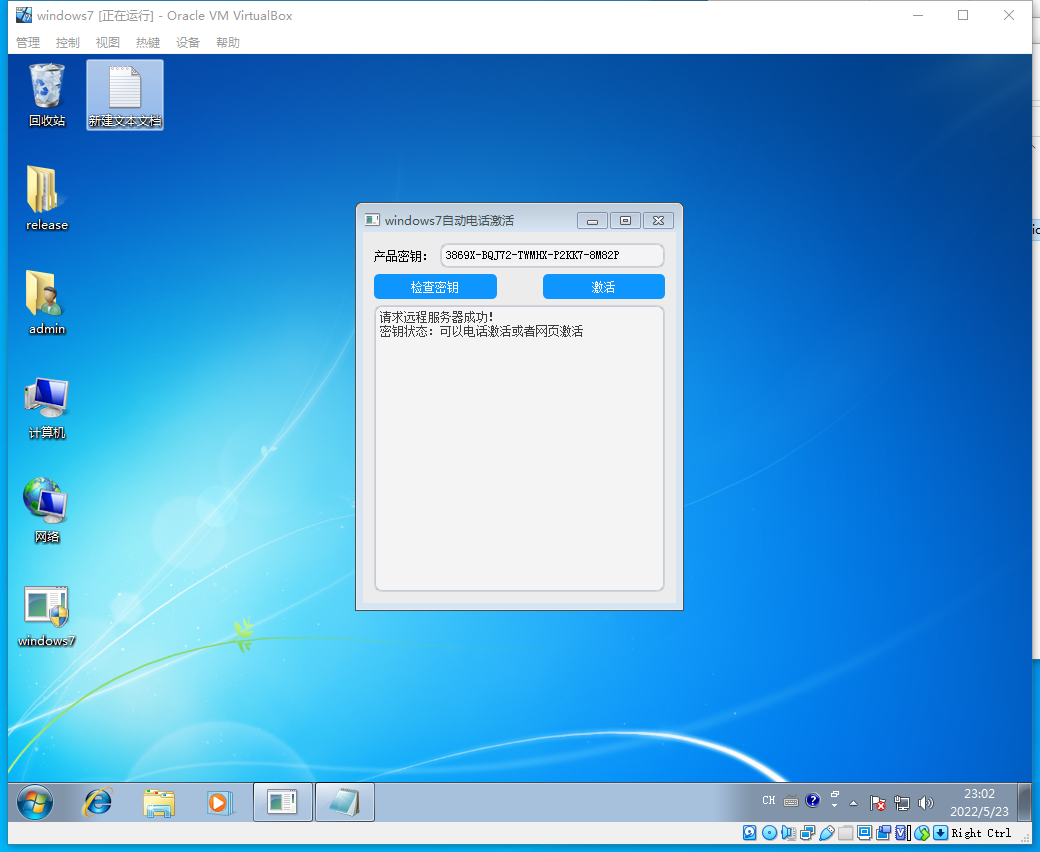 windows7 [正在运行] - Oracle VM VirtualBox
管理 控制 视图 热键 设备 帮助
回收站
新建文本文档
release
admin
计算机
网络
windows7
windows7自动电话激活
产品密钥: 3869X-BQJ72-TWMHX-P2KK7-8M82P
检查密钥 激活
请求远程服务器成功!
密钥状态: 可以电话激活或者网页激活
CH
23:02
2022/5/23
Right Ctrl